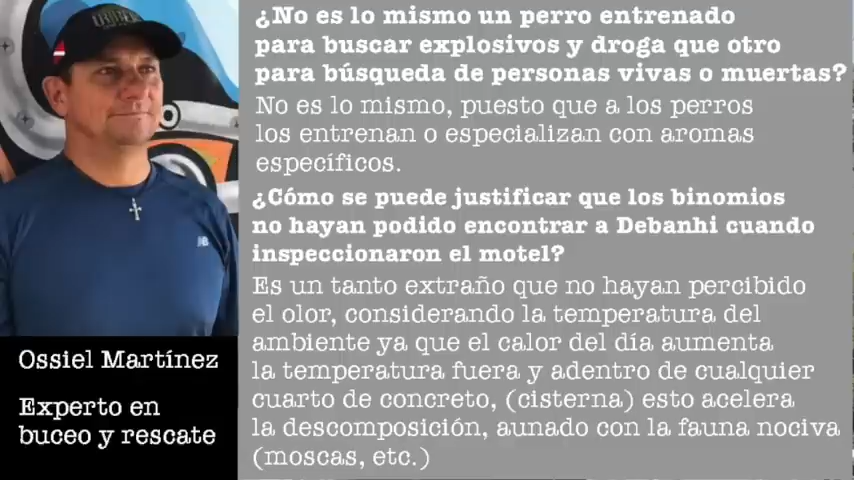 ¿No es lo mismo un perro entrenado
para buscar explosivos y droga que otro
para búsqueda de personas vivas o muertas?
No es lo mismo, puesto que a los perros
los entrenan o especializan con aromas
específicos.
¿Cómo se puede justificar que los binomios
no hayan podido encontrar a Debanhi cuando
inspeccionaron el motel?
Es un tanto extraño que no hayan percibido
el olor, considerando la temperatura del
ambiente ya que el calor del día aumenta
la temperatura fuera y adentro de cualquier
cuarto de concreto, (cisterna) esto acelera
la descomposición, aunado con la fauna nociva
(moscas, etc.)
NB
Ossiel Martínez
Experto en
buceo y rescate